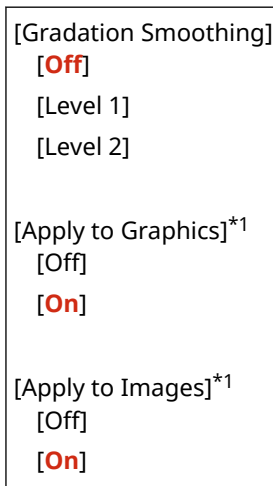 [Gradation Smoothing]
[Off]
[Level 1]
[Level 2]
[Apply to Graphics]*1
[Off]
[On]
[Apply to Images]*1
[Off]
[On]